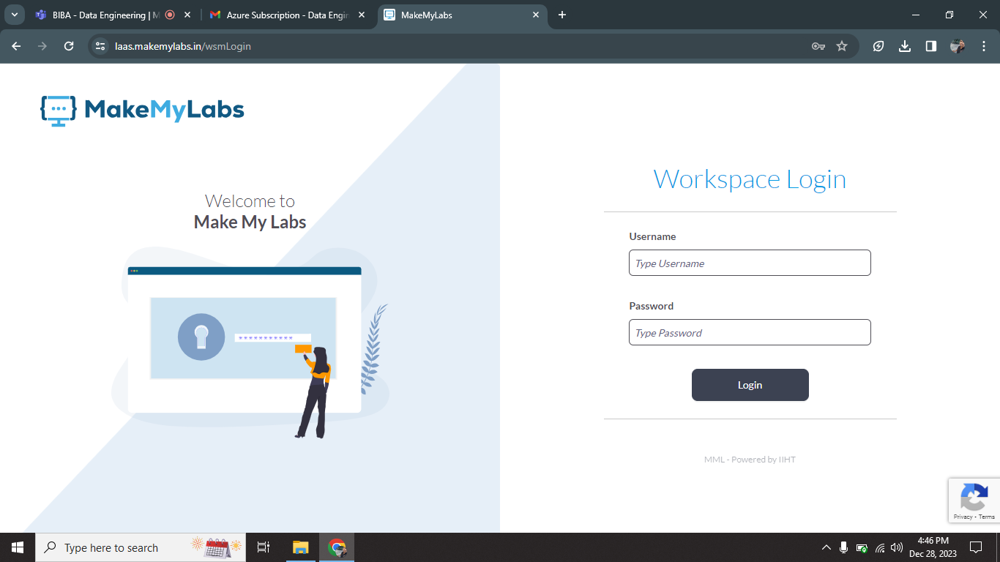 BIBA - Data Engineering | M
Azure Subscription - Data Engin
MakeMyLabs
laas.makemylabs.in/wsmLogin
MakeMyLabs
Welcome to
Make My Labs
***********
Workspace Login
Username
Type Username
Password
Type Password
Login
MML - Powered by IIHT
Privacy - Terms
Type here to search
4:46 PM
Dec 28, 2023